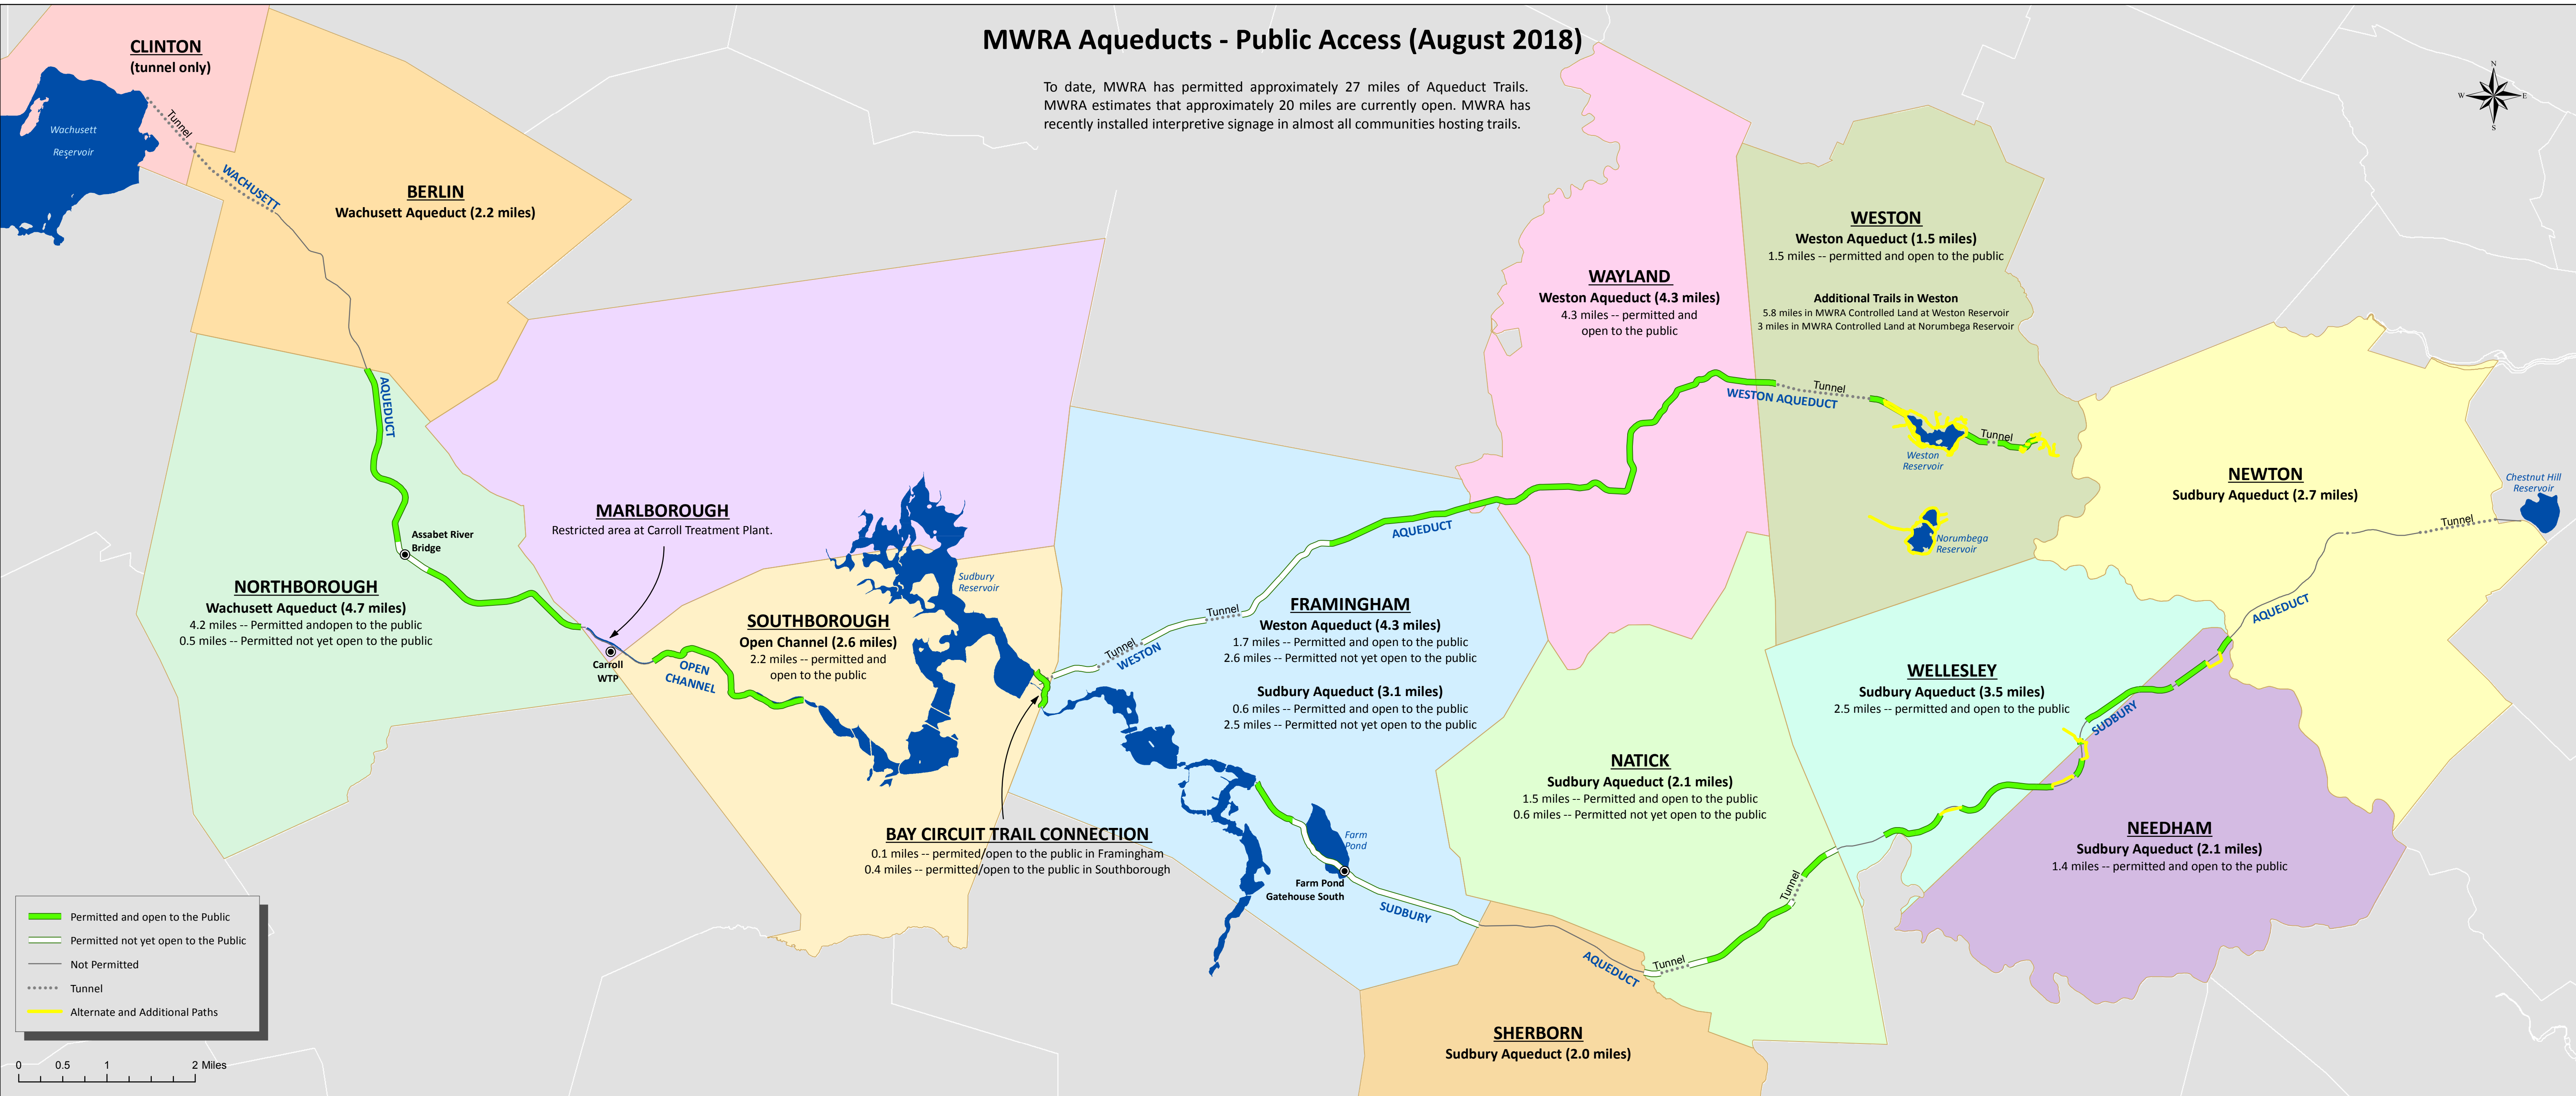 MWRA Aqueducts - Public Access (August 2018)
To date, MWRA has permitted approximately 27 miles of Aqueduct Trails.
MWRA estimates that approximately 20 miles are currently open. MWRA has
recently installed interpretive signage in almost all communities hosting trails.
N
W
E
S
CLINTON
(tunnel only)
Wachusett
Reservoir
Tunnel
WACHUSETT
BERLIN
Wachusett Aqueduct (2.2 miles)
AQUEDUCT
Assabet River
Bridge
NORTHBOROUGH
Wachusett Aqueduct (4.7 miles)
4.2 miles -- Permitted andopen to the public
0.5 miles -- Permitted not yet open to the public
MARLBOROUGH
Restricted area at Carroll Treatment Plant.
Carroll
WTP
SOUTHBOROUGH
Open Channel (2.6 miles)
2.2 miles -- permitted and
open to the public
OPEN
CHANNEL
Sudbury
Reservoir
BAY CIRCUIT TRAIL CONNECTION
0.1 miles -- permited/open to the public in Framingham
0.4 miles -- permitted/open to the public in Southborough
Tunnel
WESTON
Tunnel
AQUEDUCT
FRAMINGHAM
Weston Aqueduct (4.3 miles)
1.7 miles -- Permitted and open to the public
2.6 miles -- Permitted not yet open to the public
Sudbury Aqueduct (3.1 miles)
0.6 miles -- Permitted and open to the public
2.5 miles -- Permitted not yet open to the public
Farm
Pond
Farm Pond
Gatehouse South
SUDBURY
AQUEDUCT
WAYLAND
Weston Aqueduct (4.3 miles)
4.3 miles -- permitted and
open to the public
WESTON
Weston Aqueduct (1.5 miles)
1.5 miles -- permitted and open to the public
Additional Trails in Weston
5.8 miles in MWRA Controlled Land at Weston Reservoir
3 miles in MWRA Controlled Land at Norumbega Reservoir
Tunnel
WESTON AQUEDUCT
Tunnel
Weston
Reservoir
Norumbega
Reservoir
NEWTON
Sudbury Aqueduct (2.7 miles)
Chestnut Hill
Reservoir
Tunnel
AQUEDUCT
WELLESLEY
Sudbury Aqueduct (3.5 miles)
2.5 miles -- permitted and open to the public
SUDBURY
NATICK
Sudbury Aqueduct (2.1 miles)
1.5 miles -- Permitted and open to the public
0.6 miles -- Permitted not yet open to the public
Tunnel
Tunnel
NEEDHAM
Sudbury Aqueduct (2.1 miles)
1.4 miles -- permitted and open to the public
SHERBORN
Sudbury Aqueduct (2.0 miles)
Permitted and open to the Public
Permitted not yet open to the Public
Not Permitted
Tunnel
Alternate and Additional Paths
0 0.5 1 2 Miles